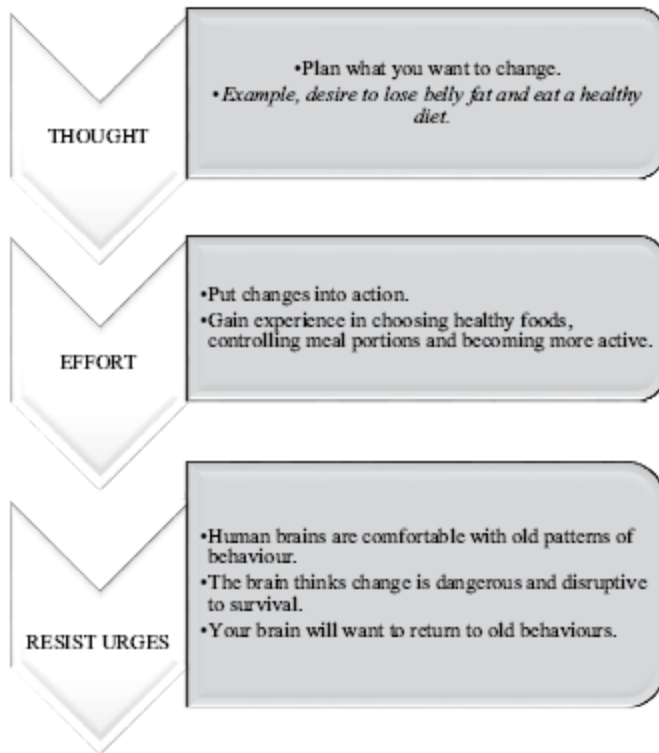 THOUGHT
•Plan what you want to change.
•Example, desire to lose belly fat and eat a healthy
diet.
EFFORT
•Put changes into action.
•Gain experience in choosing healthy foods,
controlling meal portions and becoming more active.
RESIST URGES
•Human brains are comfortable with old patterns of
behaviour.
•The brain thinks change is dangerous and disruptive
to survival.
•Your brain will want to return to old behaviours.